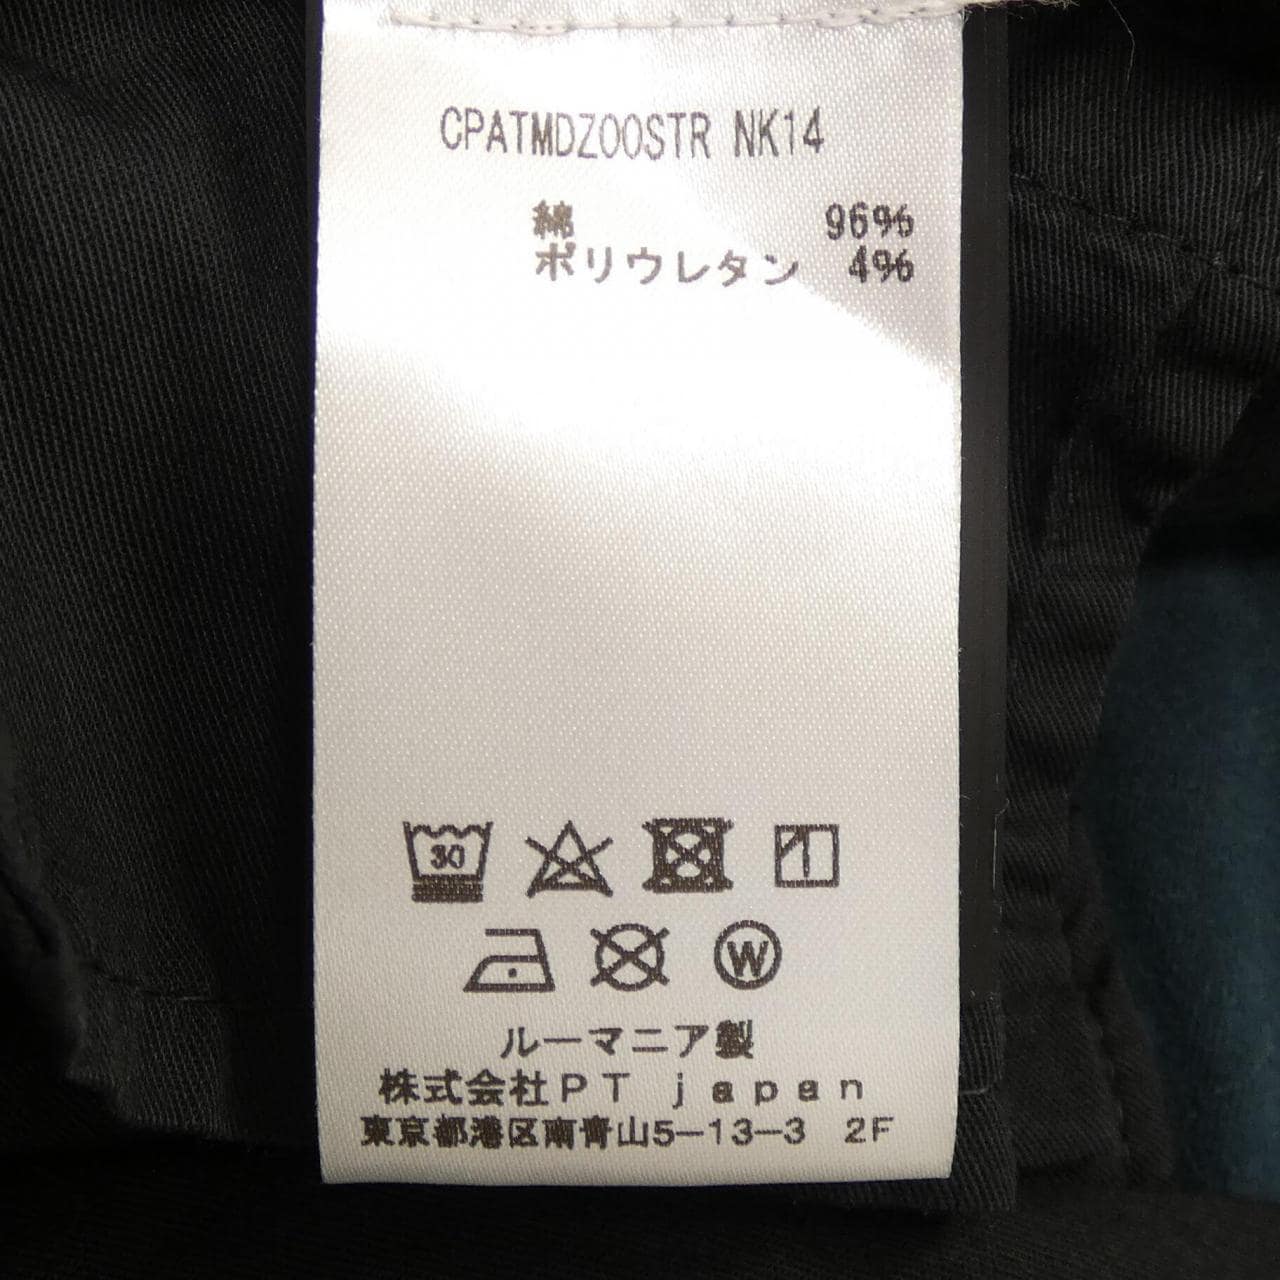 CPATMDZ00STR NK14
綿 96%
ポリウレタン 4%
30
W
ルーマニア製
株式会社PT japan
東京都港区南青山5-13-3 2F